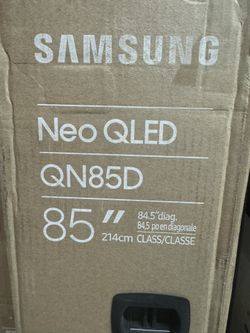 SAMSUNG
Neo QLED
QN85D
85" 84.5"diag.
84,5 po en diagonale
214cm CLASS/CLASSE